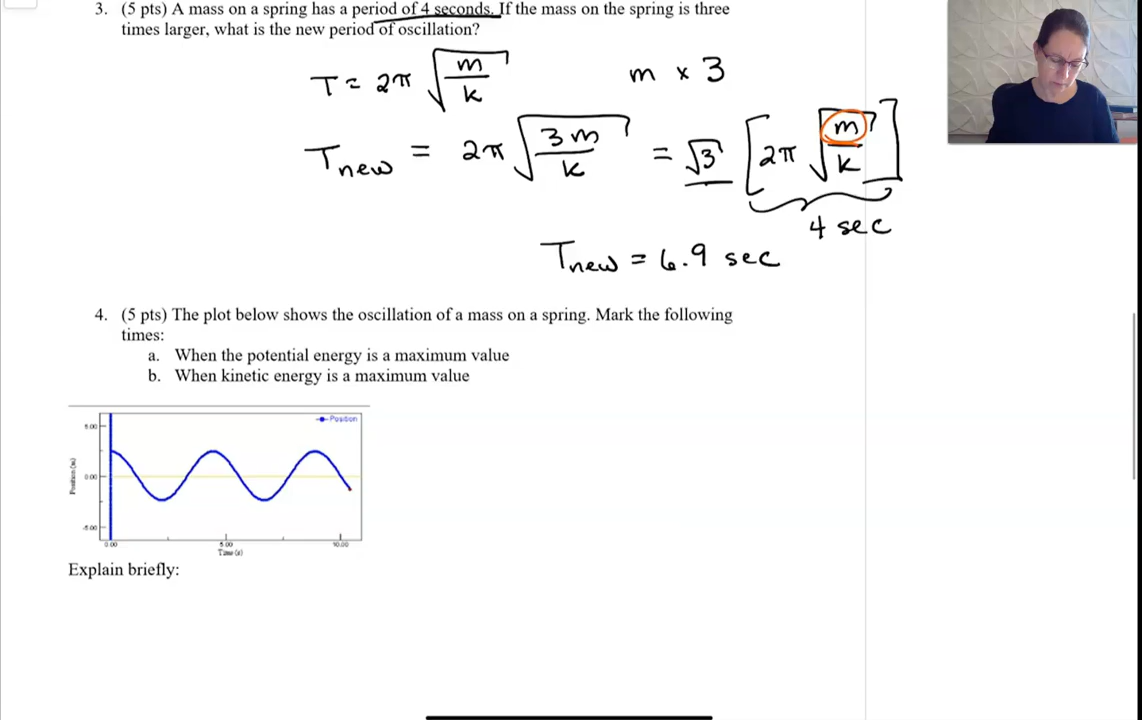 3. (5 pts) A mass on a spring has a period of 4 seconds. If the mass on the spring is three
times larger, what is the new period of oscillation?
T = 2π √(m/k) m x 3
Tnew = 2π √(3m/k) = √3 [2π √(m/k)]
4 sec
Tnew = 6.9 sec
4. (5 pts) The plot below shows the oscillation of a mass on a spring. Mark the following
times:
a. When the potential energy is a maximum value
b. When kinetic energy is a maximum value
Position
5.00
Position (m)
0.00
-5.00
0.00 5.00 10.00
Time (s)
Explain briefly: